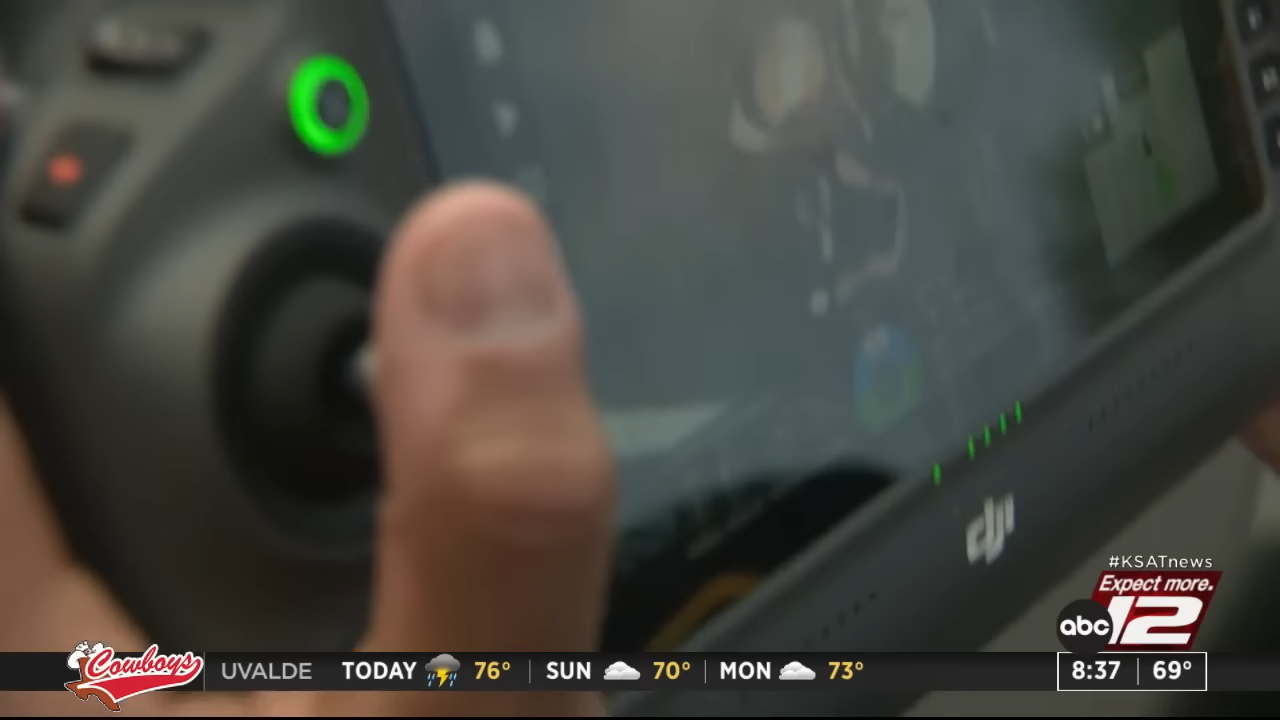 dji
#KSATnews
Expect more.
abc 12
Cowboys UVALDE TODAY 76° SUN 70° MON 73° 8:37 69°